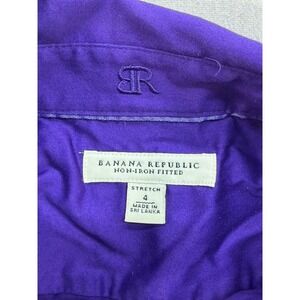 BR
BANANA REPUBLIC
NON-IRON FITTED
STRETCH
4
MADE IN
SRI LANKA